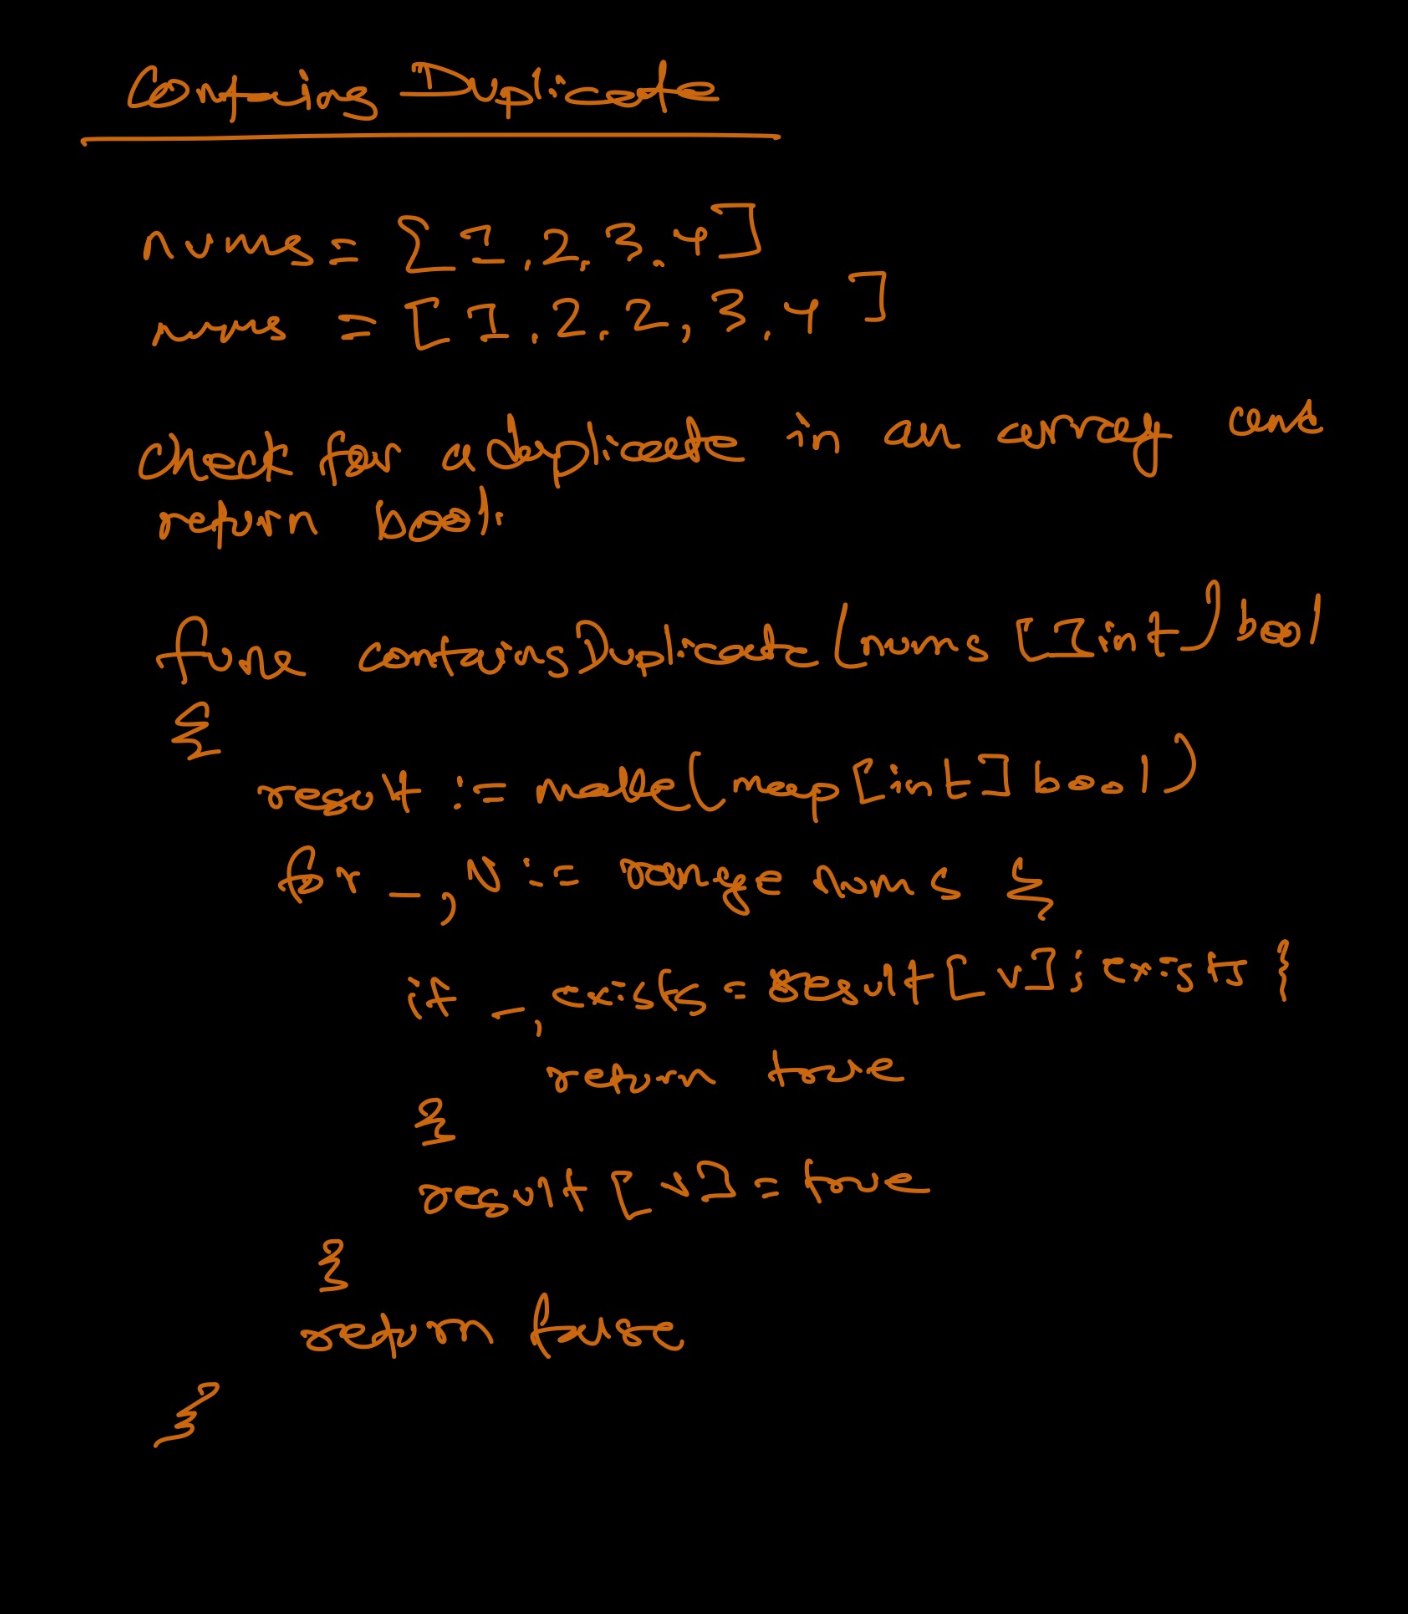 Contaings Duplicate
nums = [1,2,3,4]
nums = [1,2,2,3,4]
check for a duplicate in an array and
return bool.
func containsDuplicate(nums []int) bool
{
result := make(map[int]bool)
for _, v := range nums {
if _, exists = result[v]; exists {
return true
}
result[v] = true
}
return false
}